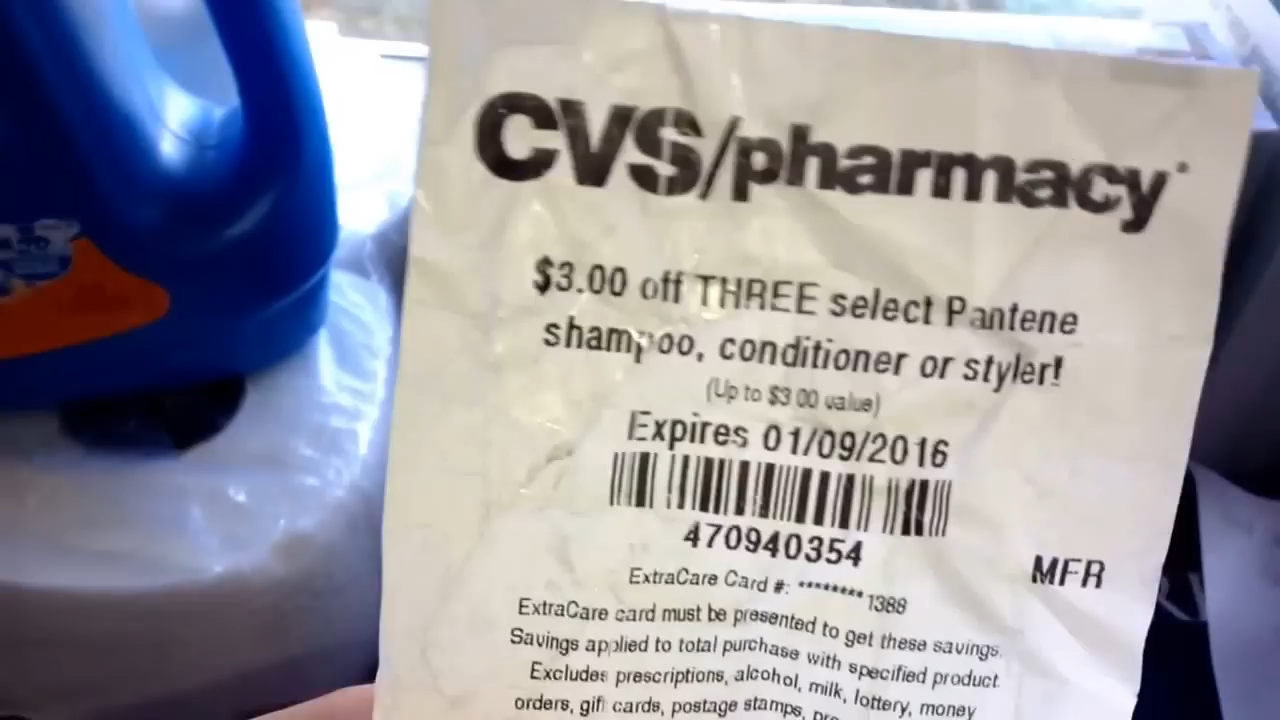 CVS/pharmacy
$3.00 off THREE select Pantene
shampoo, conditioner or styler!
(Up to $3.00 value)
Expires 01/09/2016
470940354
MFR
ExtraCare Card #: ********1388
ExtraCare card must be presented to get these savings.
Savings applied to total purchase with specified product.
Excludes prescriptions, alcohol, milk, lottery, money
orders, gift cards, postage stamps,